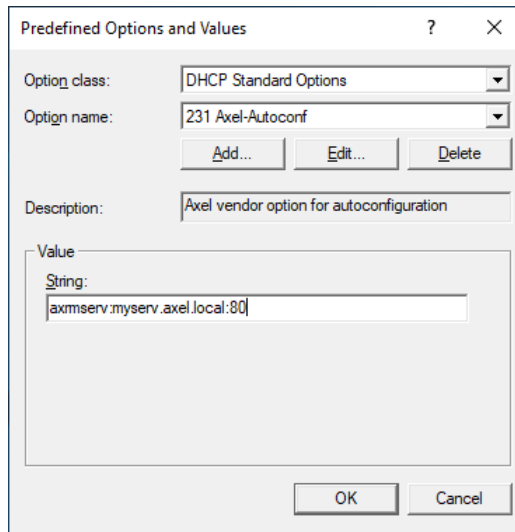 Predefined Options and Values ? X
Option class: DHCP Standard Options
Option name: 231 Axel-Autoconf
Add... Edit... Delete
Description: Axel vendor option for autoconfiguration
Value
String:
axrmserv:myserv.axel.local:80
OK Cancel